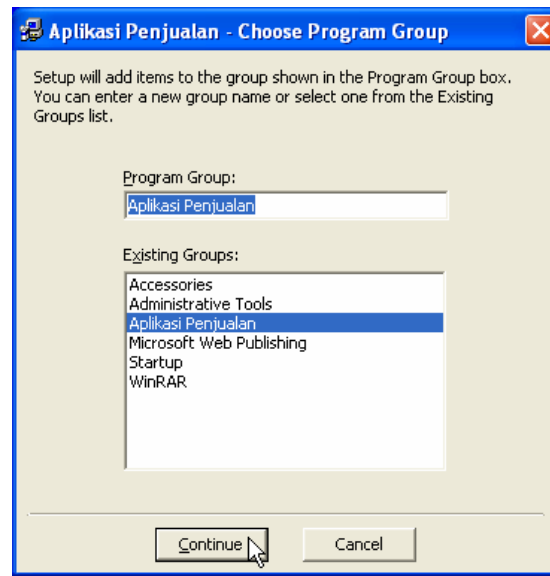 Aplikasi Penjualan - Choose Program Group
Setup will add items to the group shown in the Program Group box.
You can enter a new group name or select one from the Existing
Groups list.
Program Group:
Aplikasi Penjualan
Existing Groups:
Accessories
Administrative Tools
Aplikasi Penjualan
Microsoft Web Publishing
Startup
WinRAR
Continue
Cancel